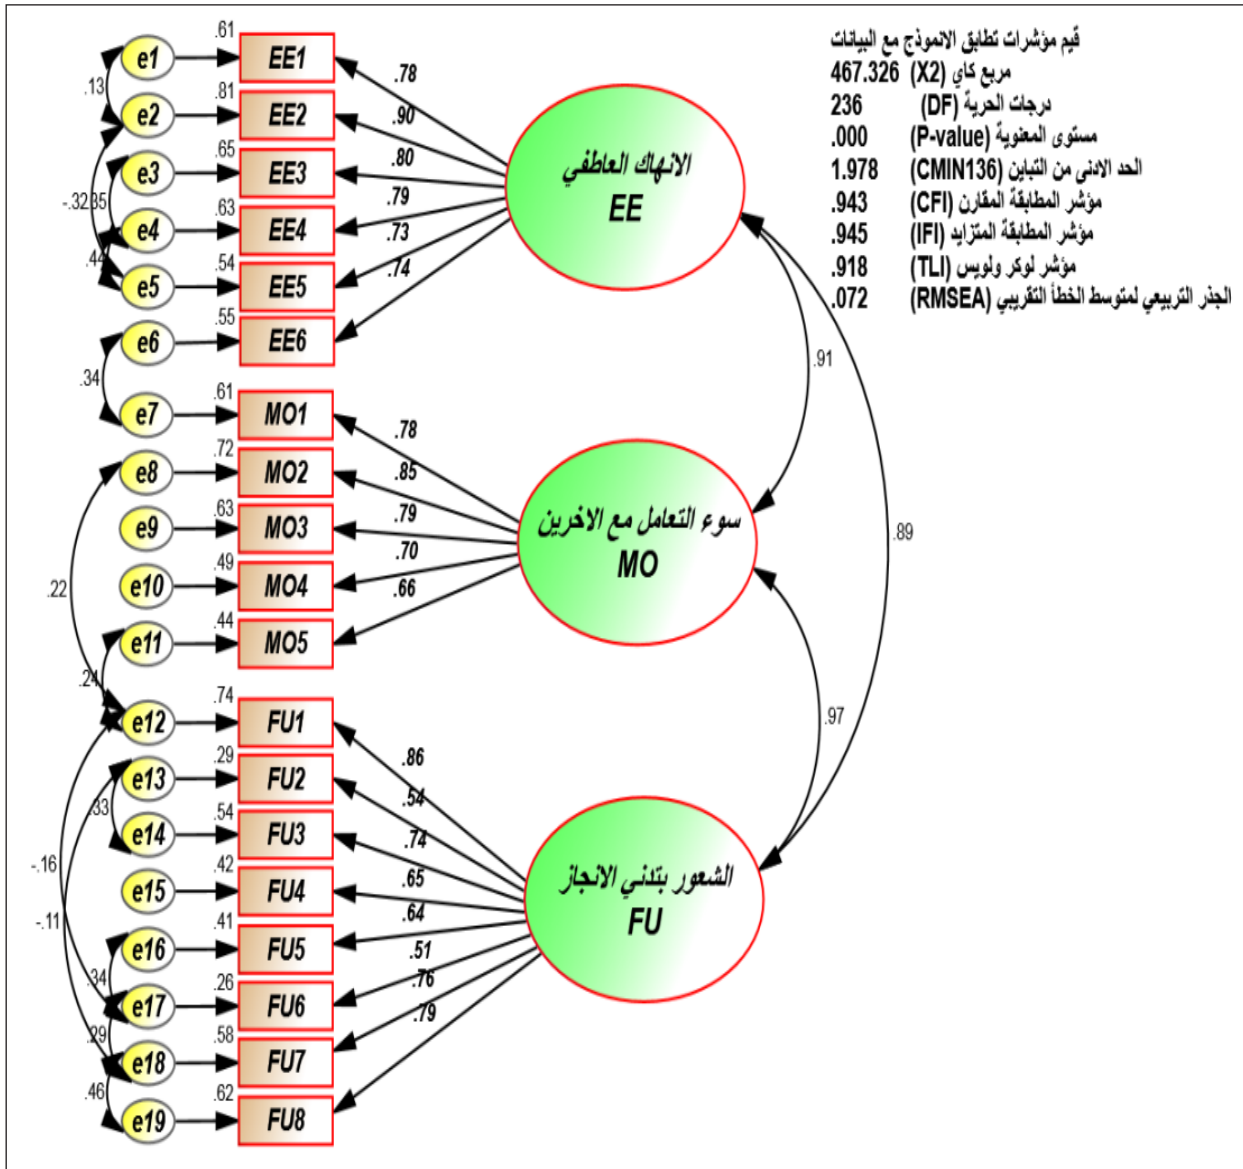 قيم مؤشرات تطابق الانموذج مع البيانات
مربع كاي (X2) 467.326
درجات الحرية (DF) 236
مستوى المعنوية (P-value) .000
الحد الادنى من التباين (CMIN136) 1.978
مؤشر المطابقة المقارن (CFI) .943
مؤشر المطابقة المتزايد (IFI) .945
مؤشر لوكر ولويس (TLI) .918
الجذر التربيعي لمتوسط الخطأ التقريبي (RMSEA) .072
e1 .61 EE1 .78
.13
e2 .81 EE2 .90
e3 .65 EE3 .80
-.32 .35
e4 .63 EE4 .79
.44
e5 .54 EE5 .73
e6 .55 EE6 .74
الانهاك العاطفي
EE
.34
.91
e7 .61 MO1 .78
e8 .72 MO2 .85
e9 .63 MO3 .79
e10 .49 MO4 .70
e11 .44 MO5 .66
سوء التعامل مع الاخرين
MO
.22
.24
.89
.97
e12 .74 FU1 .86
e13 .29 FU2 .54
.33
e14 .54 FU3 .74
e15 .42 FU4 .65
e16 .41 FU5 .64
e17 .26 FU6 .51
e18 .58 FU7 .76
e19 .62 FU8 .79
الشعور بتدني الانجاز
FU
-.16
-.11
.34
.29
.46